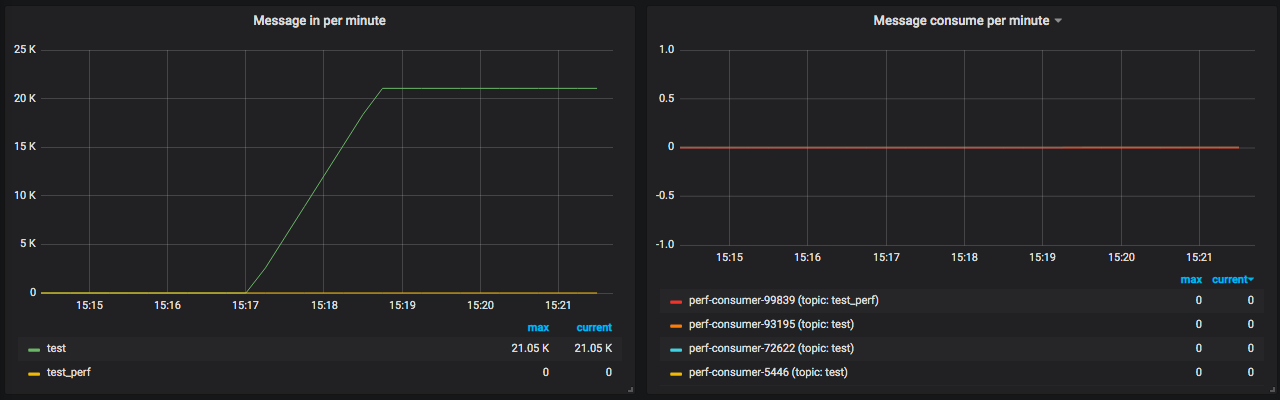 Message in per minute
25 K
20 K
15 K
10 K
5 K
0
15:15 15:16 15:17 15:18 15:19 15:20 15:21
max current
test 21.05 K 21.05 K
test_perf 0 0
Message consume per minute
1.0
0.5
0
-0.5
-1.0
15:15 15:16 15:17 15:18 15:19 15:20 15:21
max current
perf-consumer-99839 (topic: test_perf) 0 0
perf-consumer-93195 (topic: test) 0 0
perf-consumer-72622 (topic: test) 0 0
perf-consumer-5446 (topic: test) 0 0